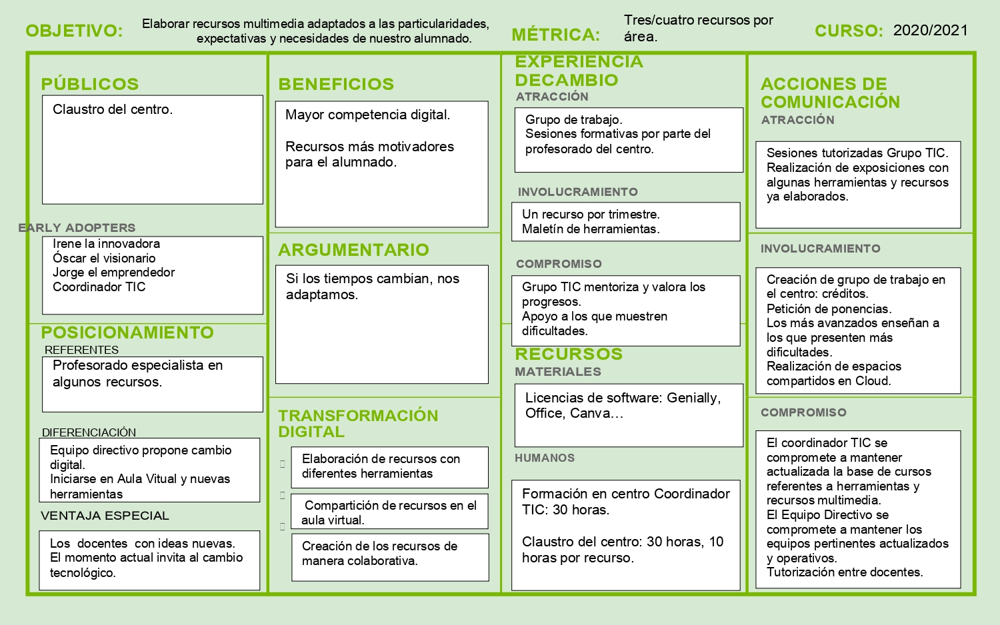 OBJETIVO:
Elaborar recursos multimedia adaptados a las particularidades,
expectativas y necesidades de nuestro alumnado.
MÉTRICA:
Tres/cuatro recursos por
área.
CURSO: 2020/2021
PÚBLICOS
Claustro del centro.
EARLY ADOPTERS
Irene la innovadora
Óscar el visionario
Jorge el emprendedor
Coordinador TIC
POSICIONAMIENTO
REFERENTES
Profesorado especialista en
algunos recursos.
DIFERENCIACIÓN
Equipo directivo propone cambio
digital.
Iniciarse en Aula Vitual y nuevas
herramientas
VENTAJA ESPECIAL
Los docentes con ideas nuevas.
El momento actual invita al cambio
tecnológico.
BENEFICIOS
Mayor competencia digital.
Recursos más motivadores
para el alumnado.
ARGUMENTARIO
Si los tiempos cambian, nos
adaptamos.
TRANSFORMACIÓN
DIGITAL
Elaboración de recursos con
diferentes herramientas
Compartición de recursos en el
aula virtual.
Creación de los recursos de
manera colaborativa.
EXPERIENCIA
DECAMBIO
ATRACCIÓN
Grupo de trabajo.
Sesiones formativas por parte del
profesorado del centro.
INVOLUCRAMIENTO
Un recurso por trimestre.
Maletín de herramientas.
COMPROMISO
Grupo TIC mentoriza y valora los
progresos.
Apoyo a los que muestren
dificultades.
RECURSOS
MATERIALES
Licencias de software: Genially,
Office, Canva…
HUMANOS
Formación en centro Coordinador
TIC: 30 horas.
Claustro del centro: 30 horas, 10
horas por recurso.
ACCIONES DE
COMUNICACIÓN
ATRACCIÓN
Sesiones tutorizadas Grupo TIC.
Realización de exposiciones con
algunas herramientas y recursos
ya elaborados.
INVOLUCRAMIENTO
Creación de grupo de trabajo en
el centro: créditos.
Petición de ponencias.
Los más avanzados enseñan a
los que presenten más
dificultades.
Realización de espacios
compartidos en Cloud.
COMPROMISO
El coordinador TIC se
compromete a mantener
actualizada la base de cursos
referentes a herramientas y
recursos multimedia.
El Equipo Directivo se
compromete a mantener los
equipos pertinentes actualizados
y operativos.
Tutorización entre docentes.